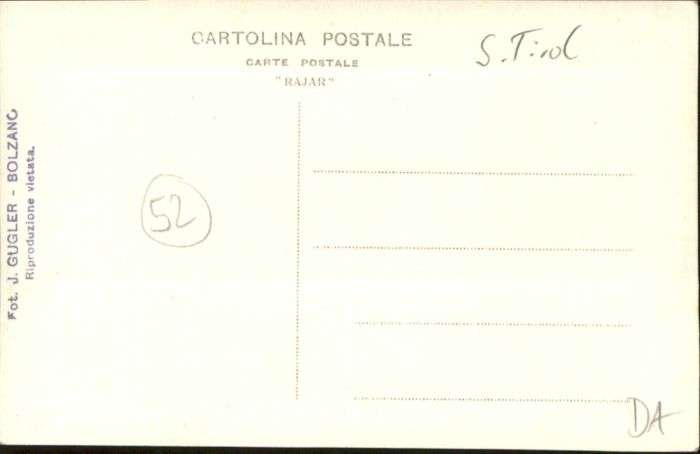 CARTOLINA POSTALE
CARTE POSTALE
"RAJAR"
S. Tirol
Fot. J. GUGLER - BOLZANO
Riproduzione vietata.
52
DA